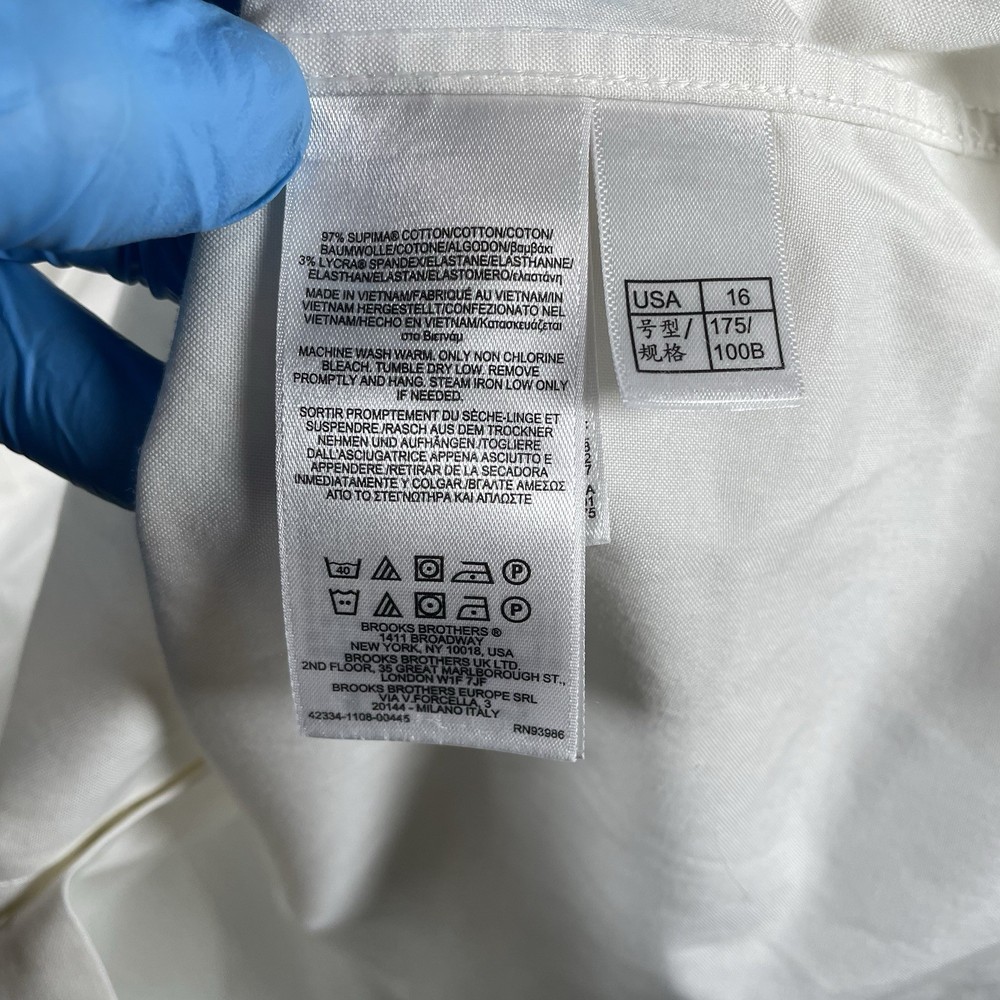 97% SUPIMA® COTTON/COTTON/COTON/
BAUMWOLLE/COTONE/ALGODON/βαμβάκι
3% LYCRA® SPANDEX/ELASTANE/ELASTHANNE/
ELASTHAN/ELASTAN/ELASTOMERO/ελαστάνη
MADE IN VIETNAM/FABRIQUÉ AU VIETNAM/IN
VIETNAM HERGESTELLT/CONFEZIONATO NEL
VIETNAM/HECHO EN VIETNAM/Κατασκευάζεται
στο Βιετνάμ
MACHINE WASH WARM. ONLY NON CHLORINE
BLEACH. TUMBLE DRY LOW. REMOVE
PROMPTLY AND HANG. STEAM IRON LOW ONLY
IF NEEDED.
SORTIR PROMPTEMENT DU SÈCHE-LINGE ET
SUSPENDRE/RASCH AUS DEM TROCKNER
NEHMEN UND AUFHÄNGEN/TOGLIERE
DALL'ASCIUGATRICE APPENA ASCIUTTO E
APPENDERE/RETIRAR DE LA SECADORA
INMEDIATAMENTE Y COLGAR/ΒΓΑΛΤΕ ΑΜΕΣΩΣ
ΑΠΟ ΤΟ ΣΤΕΓΝΩΤΗΡΑ ΚΑΙ ΑΠΛΩΣΤΕ
40 P
P
BROOKS BROTHERS ®
1411 BROADWAY
NEW YORK, NY 10018, USA
BROOKS BROTHERS UK LTD
2ND FLOOR, 35 GREAT MARLBOROUGH ST.,
LONDON W1F 7JF
BROOKS BROTHERS EUROPE SRL
VIA V.FORCELLA, 3
20144 - MILANO ITALY
42334-1108-00445 RN93986
USA 16
号型/ 175/
规格 100B